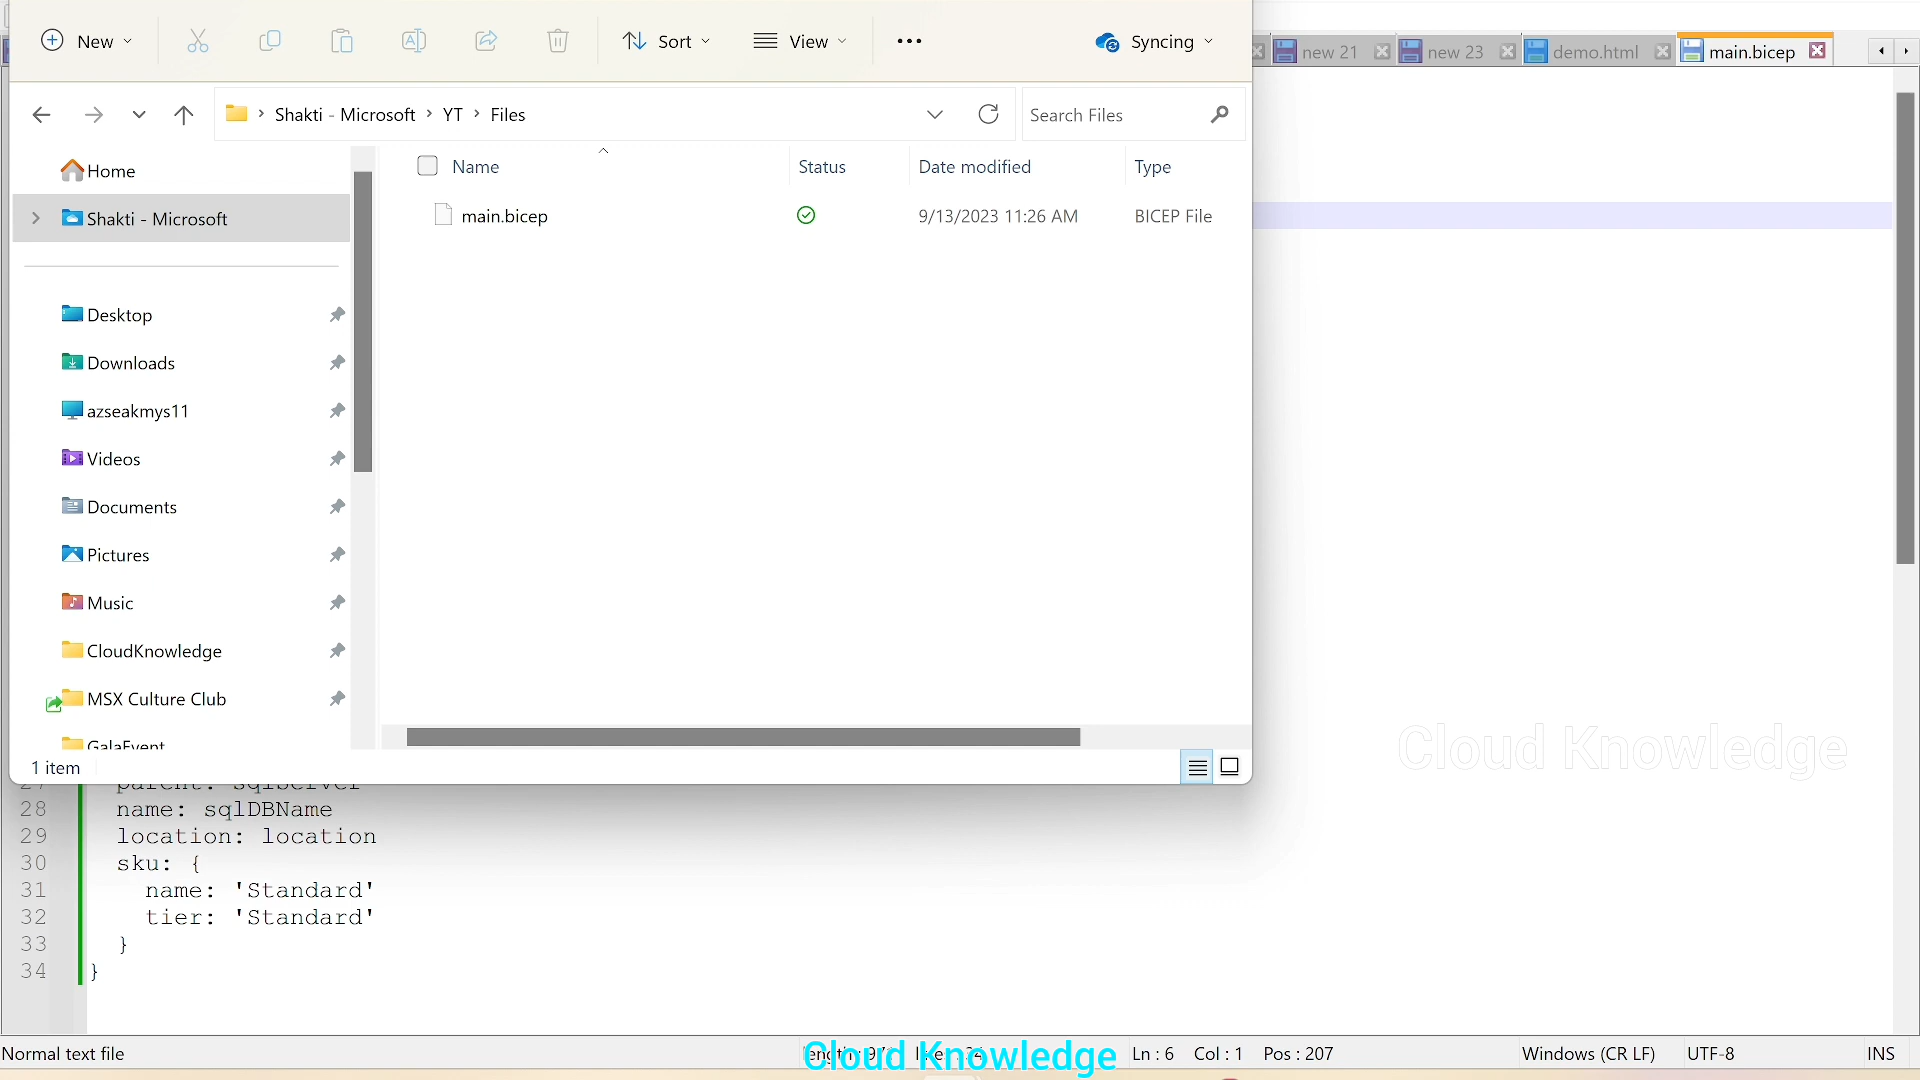 New
Sort
View
Syncing
new 21
new 23
demo.html
main.bicep
Shakti - Microsoft
YT
Files
Search Files
Home
Shakti - Microsoft
Desktop
Downloads
azseakmys11
Videos
Documents
Pictures
Music
CloudKnowledge
MSX Culture Club
GalaEvent
Name
Status
Date modified
Type
main.bicep
9/13/2023 11:26 AM
BICEP File
1 item
Cloud Knowledge
27 parent: sqlServer
28 name: sqlDBName
29 location: location
30 sku: {
31 name: 'Standard'
32 tier: 'Standard'
33 }
34 }
Normal text file
Cloud Knowledge
Ln : 6 Col : 1 Pos : 207
Windows (CR LF)
UTF-8
INS